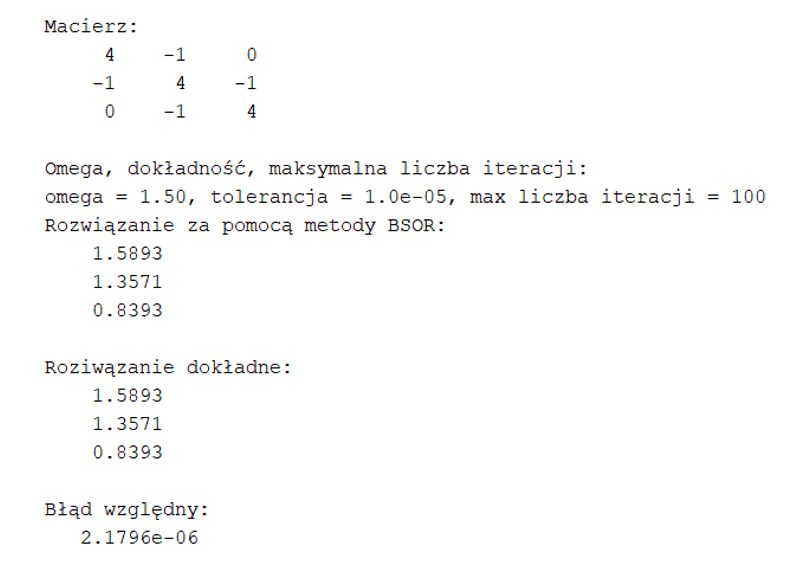 Macierz:
4 -1 0
-1 4 -1
0 -1 4
Omega, dokładność, maksymalna liczba iteracji:
omega = 1.50, tolerancja = 1.0e-05, max liczba iteracji = 100
Rozwiązanie za pomocą metody BSOR:
1.5893
1.3571
0.8393
Roziwązanie dokładne:
1.5893
1.3571
0.8393
Błąd względny:
2.1796e-06